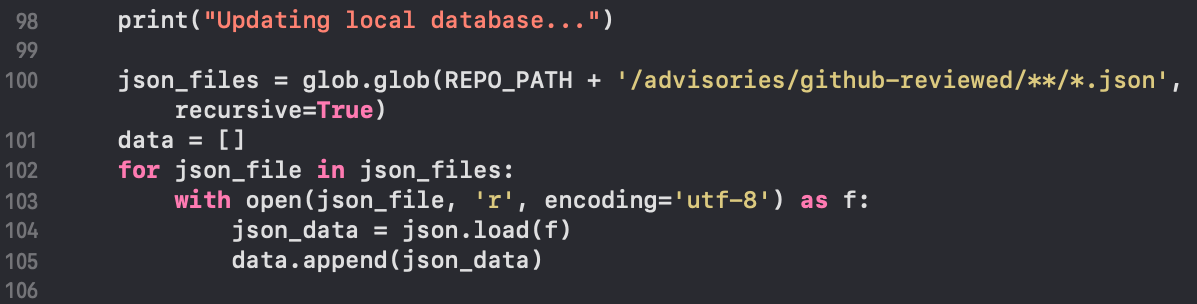 98 print("Updating local database...")
99
100 json_files = glob.glob(REPO_PATH + '/advisories/github-reviewed/**/*.json',
recursive=True)
101 data = []
102 for json_file in json_files:
103 with open(json_file, 'r', encoding='utf-8') as f:
104 json_data = json.load(f)
105 data.append(json_data)
106